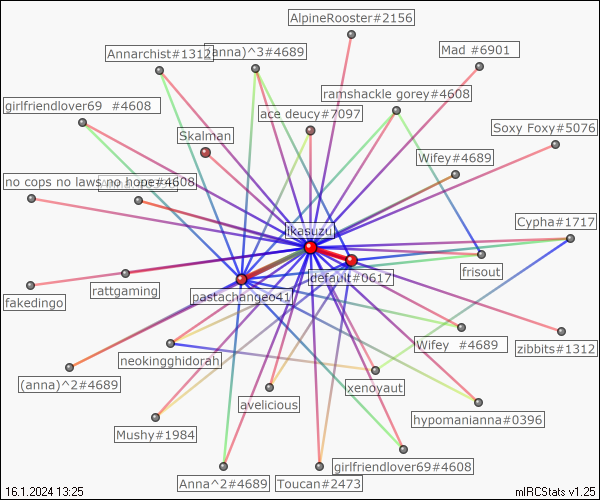 AlpineRooster#2156
Annarchist#1312
(anna)^3#4689
Mad #6901
ramshackle gorey#4608
girlfriendlover69 #4608
ace deucy#7097
Soxy Foxy#5076
Skalman
Wifey#4689
no cops no laws no hope#4608
Cypha#1717
ikasuzu
frisout
default#0617
rattgaming
pastachangeo41
fakedingo
Wifey #4689
zibbits#1312
neokingghidorah
(anna)^2#4689
xenoyaut
avelicious
hypomanianna#0396
Mushy#1984
girlfriendlover69#4608
Anna^2#4689
Toucan#2473
16.1.2024 13:25
mIRCStats v1.25